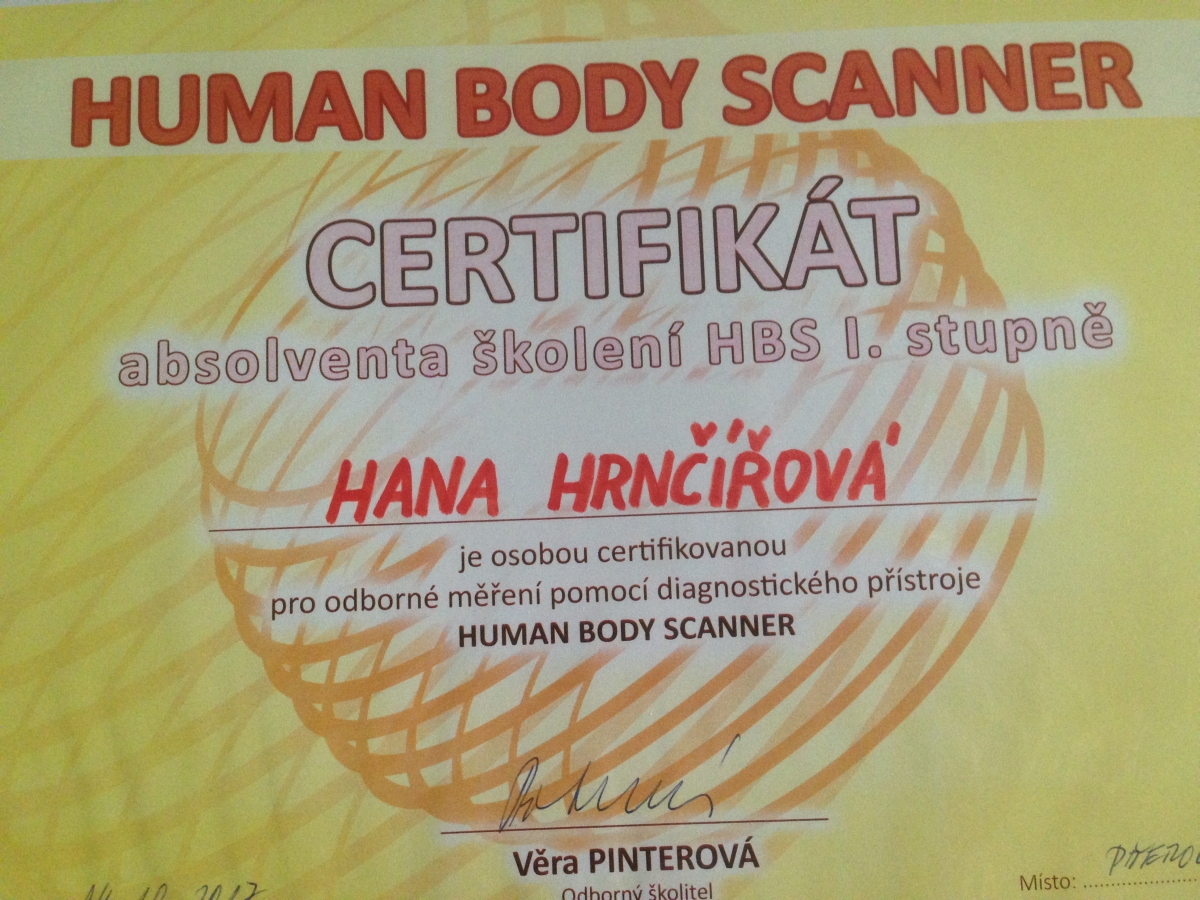 HUMAN BODY SCANNER
CERTIFIKÁT
absolventa školení HBS I. stupně
HANA HRNČÍŘOVÁ
je osobou certifikovanou
pro odborné měření pomocí diagnostického přístroje
HUMAN BODY SCANNER
Věra PINTEROVÁ
Odborný školitel
Místo: